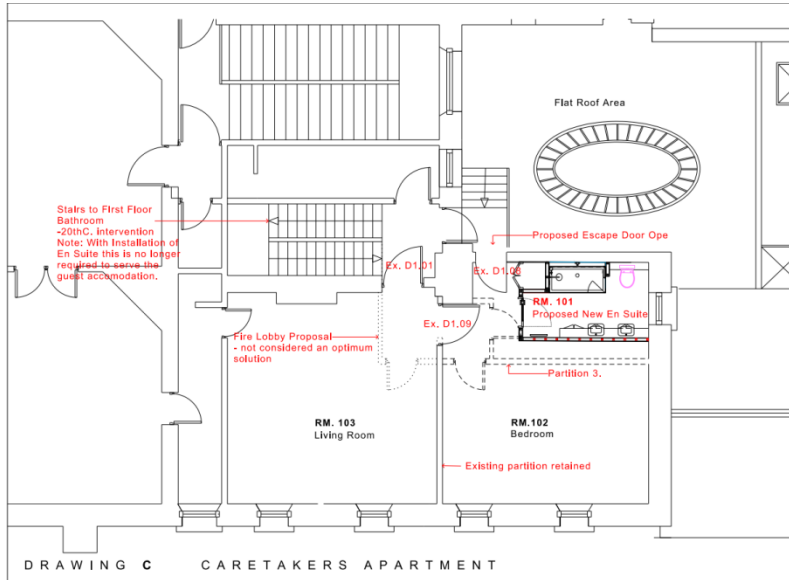 Flat Roof Area
Stairs to First Floor
Bathroom
-20thC. intervention
Note: With Installation of
En Suite this is no longer
required to serve the
guest accomodation.
Proposed Escape Door Ope
Ex. D1.01
Ex. D1.08
RM. 101
Proposed New En Suite
Ex. D1.09
Fire Lobby Proposal
- not considered an optimum
solution
Partition 3.
RM. 103
Living Room
RM.102
Bedroom
Existing partition retained
DRAWING C CARETAKERS APARTMENT